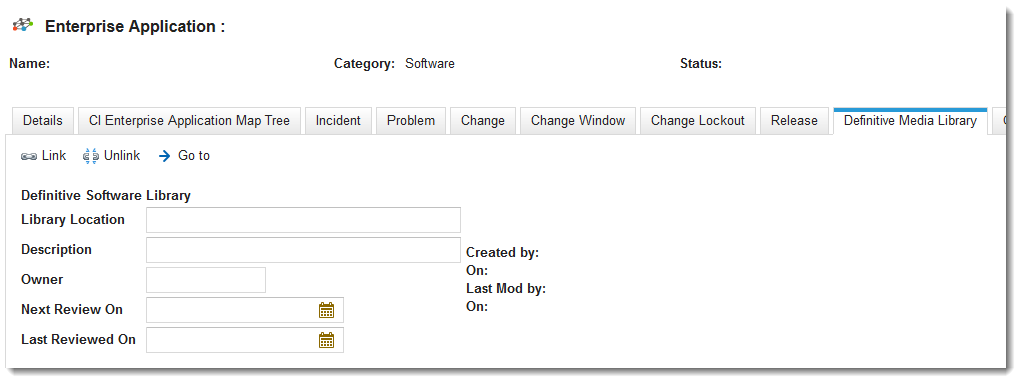 Enterprise Application :
Name: Category: Software Status:
Details CI Enterprise Application Map Tree Incident Problem Change Change Window Change Lockout Release Definitive Media Library
Link Unlink Go to
Definitive Software Library
Library Location
Description
Created by:
On:
Owner
Last Mod by:
Next Review On
On:
Last Reviewed On